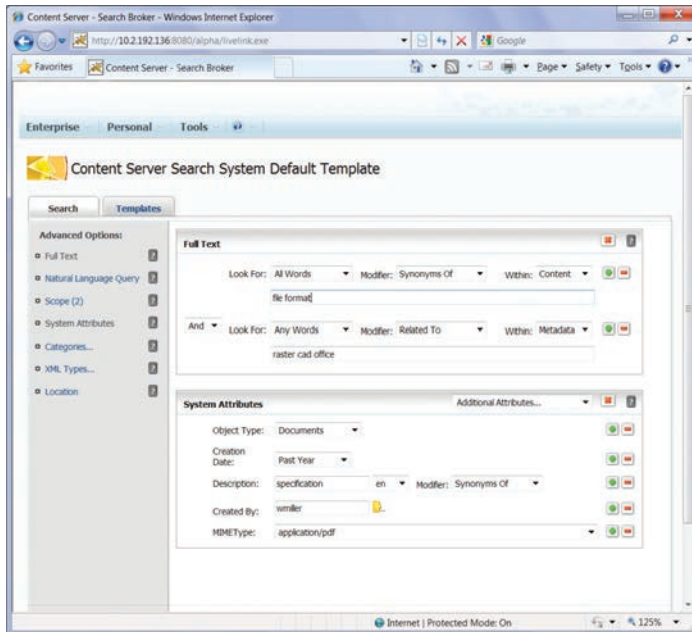 Content Server - Search Broker - Windows Internet Explorer
http://10.2.192.136:8080/alpha/livelink.exe
Google
Favorites Content Server - Search Broker Page Safety Tools
Enterprise Personal Tools
Content Server Search System Default Template
Search Templates
Advanced Options:
Full Text
Natural Language Query
Scope (2)
System Attributes
Categories...
XML Types...
Location
Full Text
Look For: All Words Modifier: Synonyms Of Within: Content
file format
And Look For: Any Words Modifier: Related To Within: Metadata
raster cad office
System Attributes Additional Attributes...
Object Type: Documents
Creation
Date: Past Year
Description: specification en Modifier: Synonyms Of
Created By: wmiller
MIMEType: application/pdf
Internet | Protected Mode: On 125%